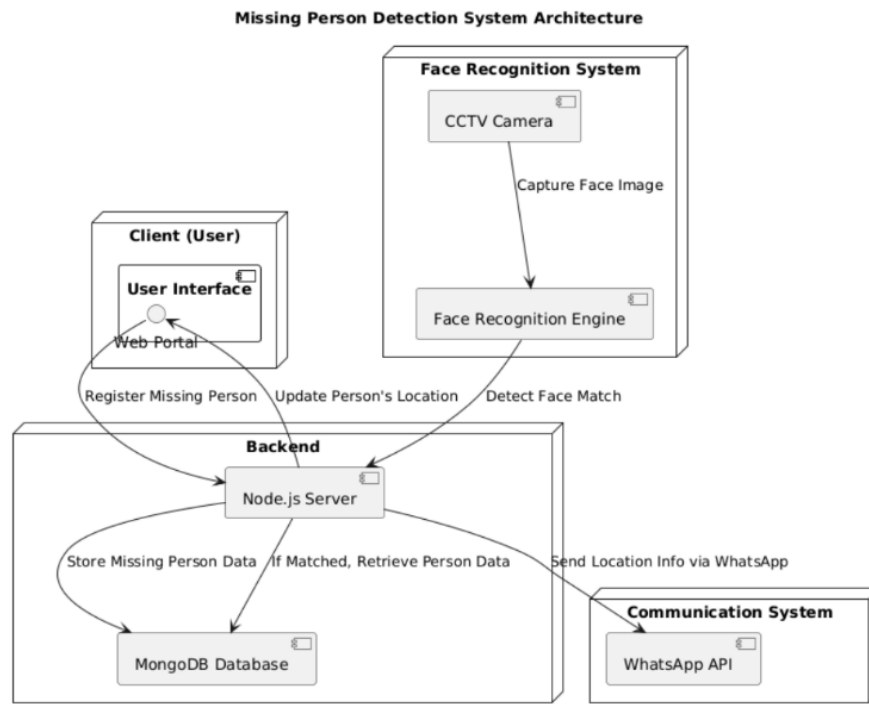 Missing Person Detection System Architecture
Face Recognition System
CCTV Camera
Capture Face Image
Client (User)
User Interface
Web Portal
Face Recognition Engine
Register Missing Person
Update Person's Location
Detect Face Match
Backend
Node.js Server
Store Missing Person Data
If Matched, Retrieve Person Data
Send Location Info via WhatsApp
Communication System
MongoDB Database
WhatsApp API